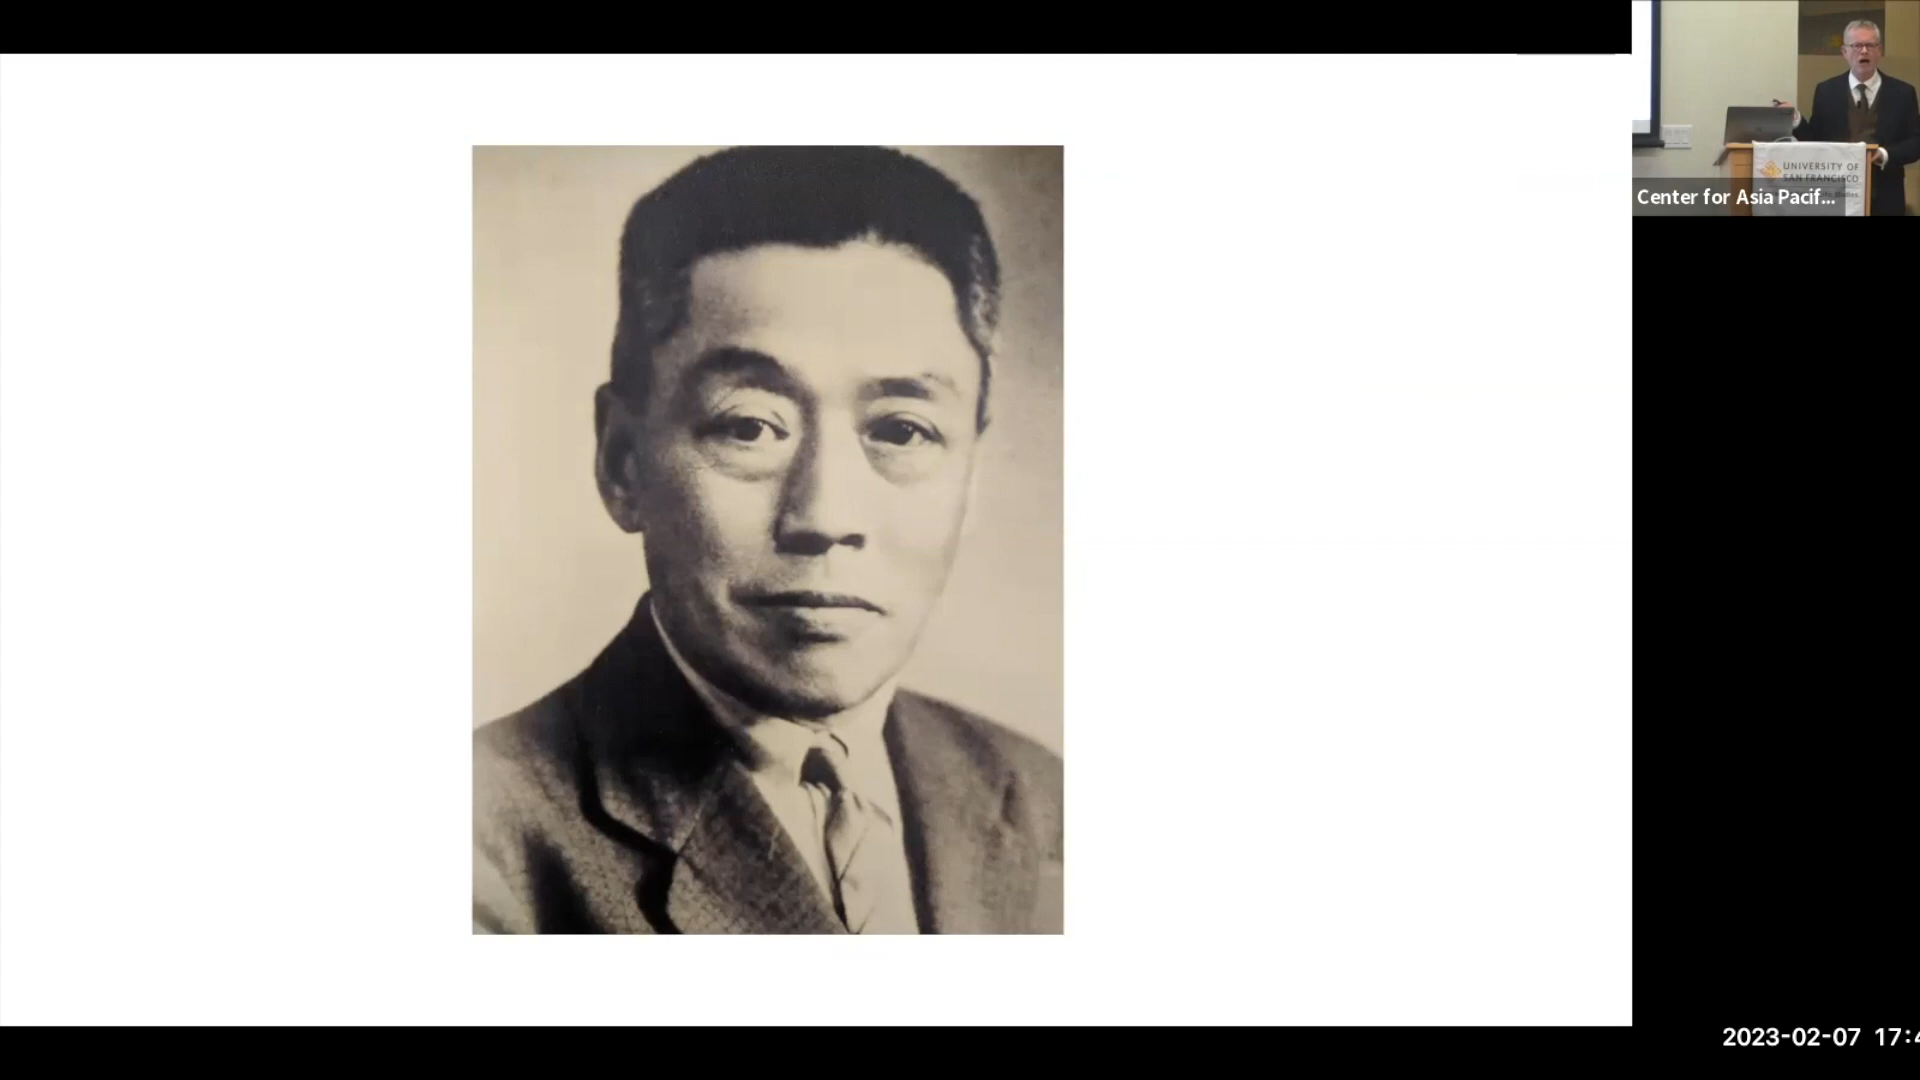 UNIVERSITY OF
SAN FRANCISCO
Center for Asia Pacif...
2023-02-07 17:4